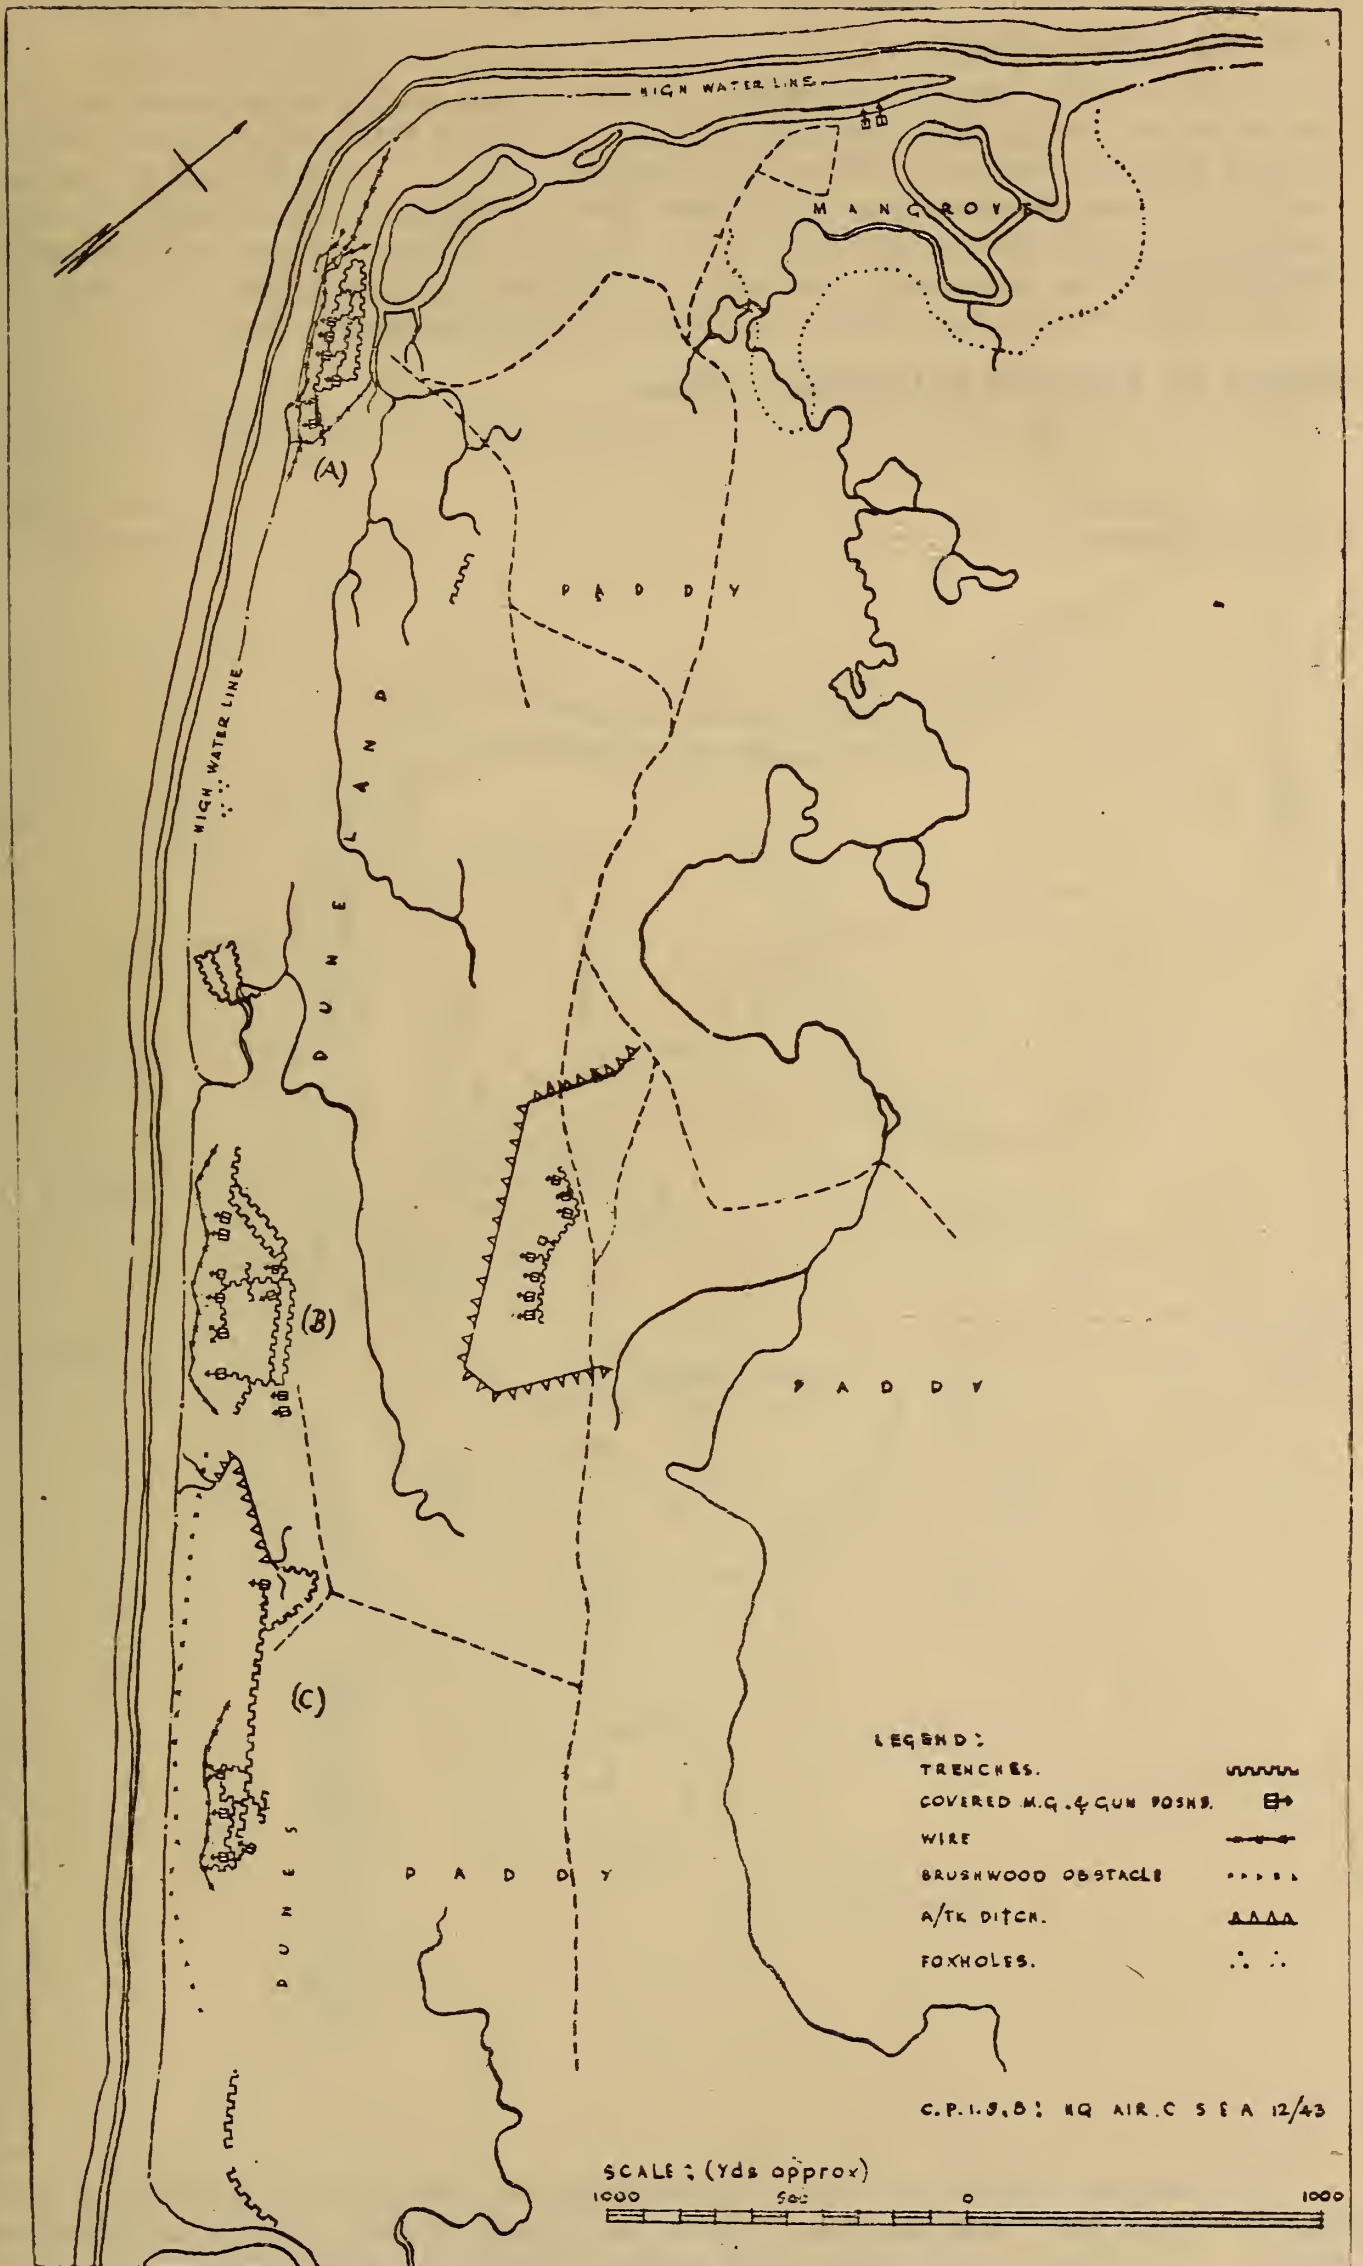 HIGH WATER LINE
MANGROVE
(A)
PADDY
HIGH WATER LINE
DUNE LAND
(B)
PADDY
(C)
DUNES
PADDY
LEGEND:
TRENCHES.
COVERED M.G. & GUN POSNS.
WIRE
BRUSHWOOD OBSTACLE
A/TK DITCH.
FOXHOLES.
C.P.I.S,B: HQ AIR.C S E A 12/43
SCALE: (Yds approx)
1000 500 0 1000